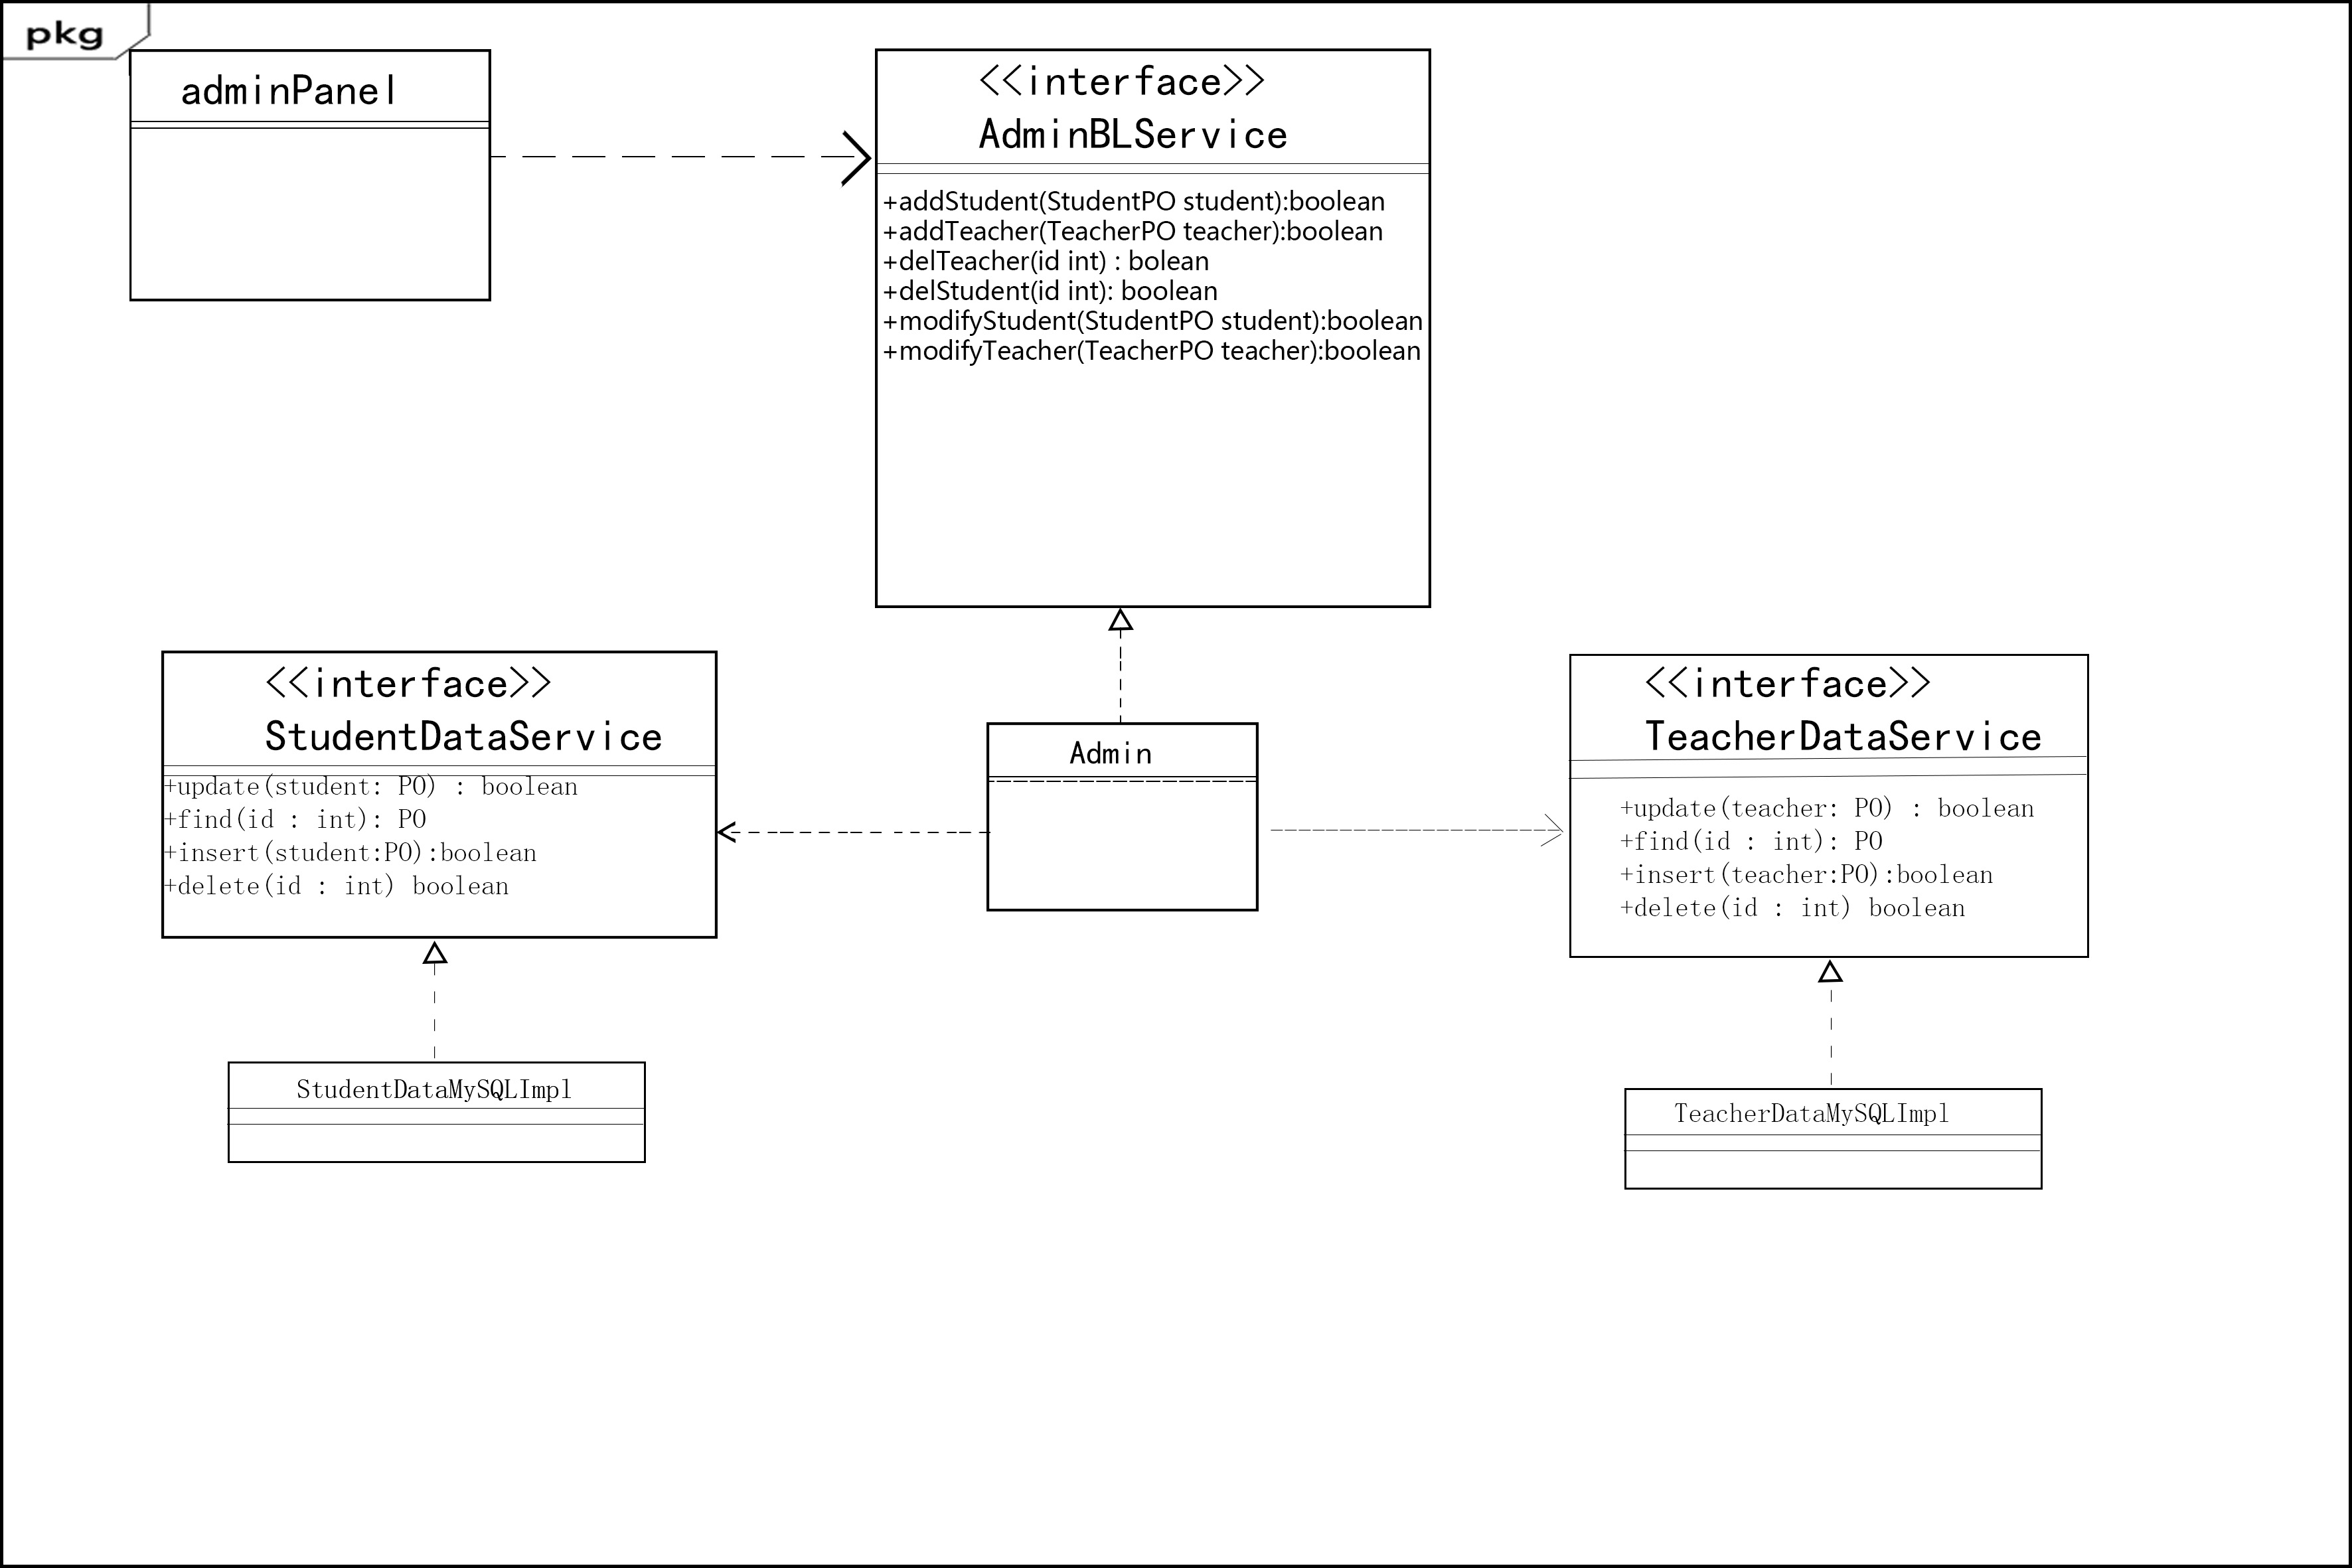 pkg
adminPanel
<<interface>>
AdminBLService
+addStudent(StudentPO student):boolean
+addTeacher(TeacherPO teacher):boolean
+delTeacher(id int) : bolean
+delStudent(id int): boolean
+modifyStudent(StudentPO student):boolean
+modifyTeacher(TeacherPO teacher):boolean
<<interface>>
StudentDataService
+update(student: PO) : boolean
+find(id : int): PO
+insert(student:PO):boolean
+delete(id : int) boolean
Admin
<<interface>>
TeacherDataService
+update(teacher: PO) : boolean
+find(id : int): PO
+insert(teacher:PO):boolean
+delete(id : int) boolean
StudentDataMySQLImpl
TeacherDataMySQLImpl